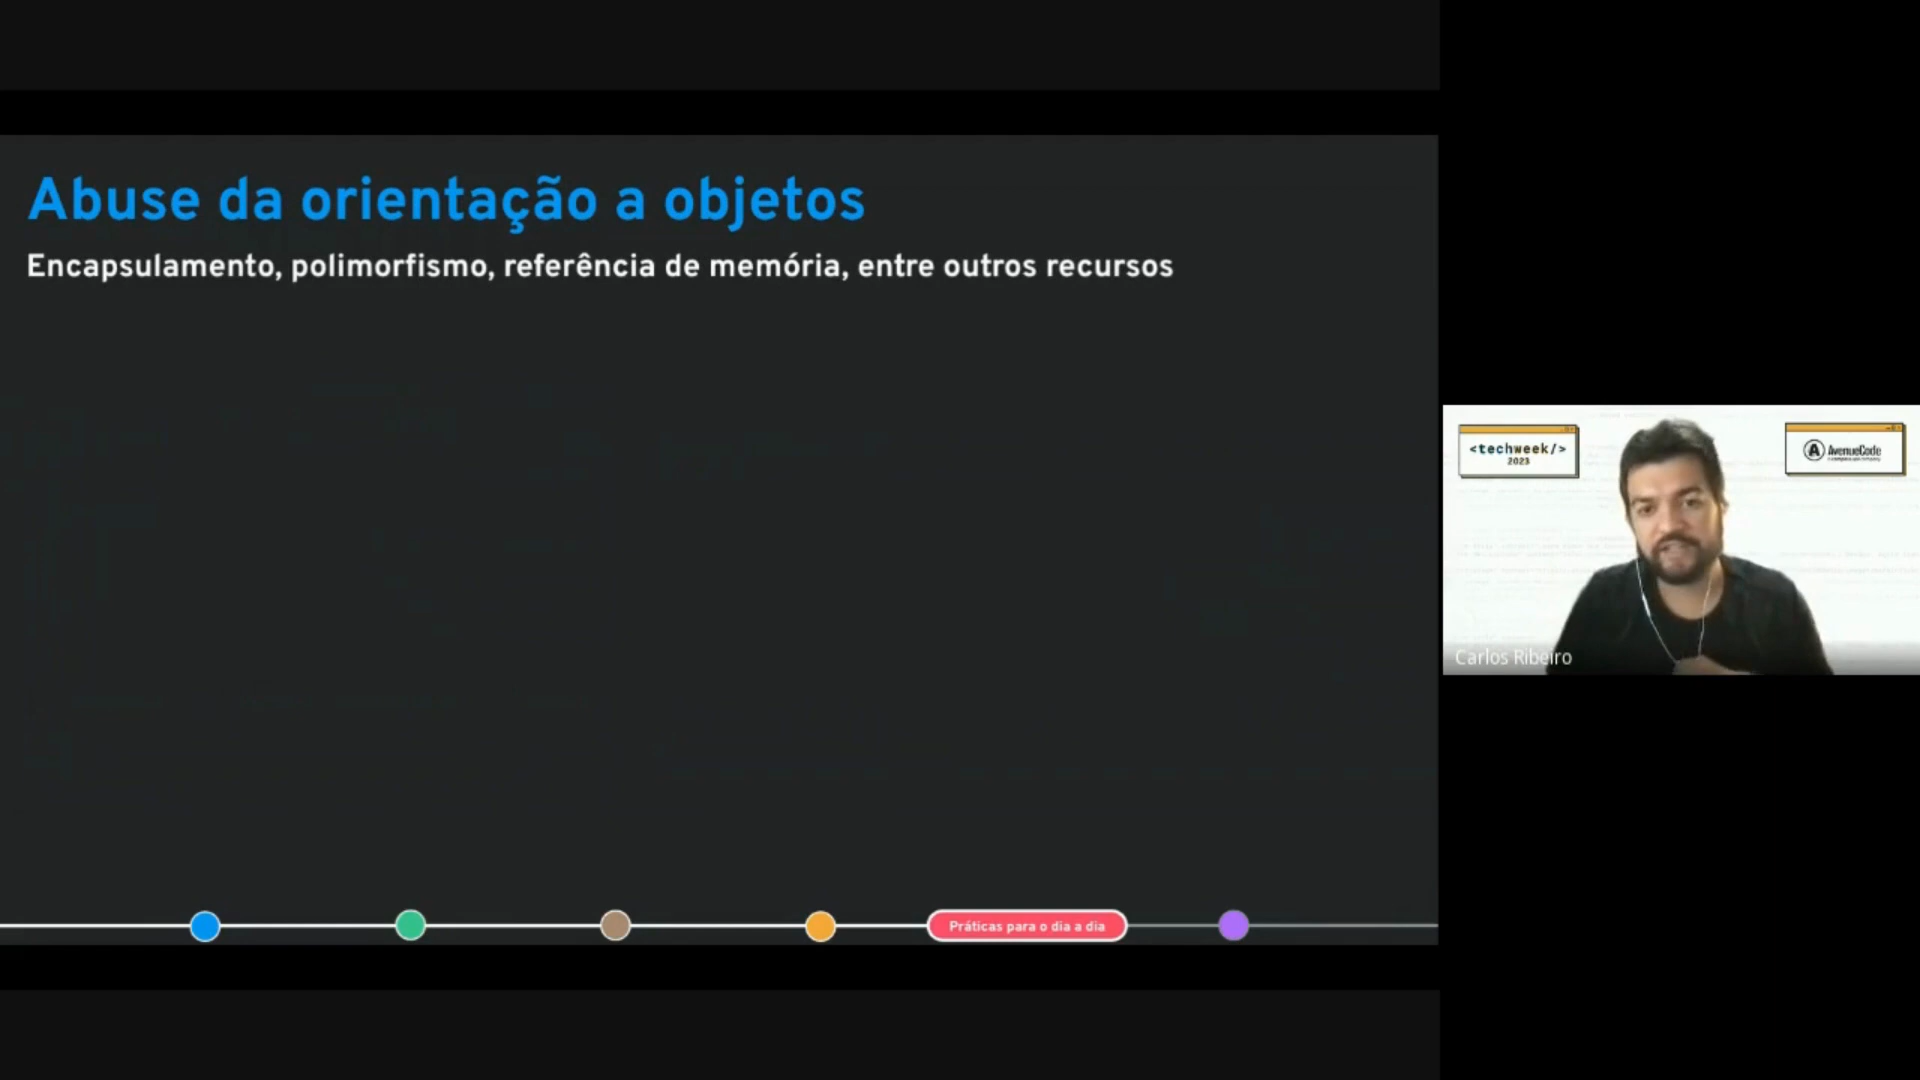 Abuse da orientação a objetos
Encapsulamento, polimorfismo, referência de memória, entre outros recursos
Práticas para o dia a dia
<techweek/>
2023
AvenueCode
Carlos Ribeiro